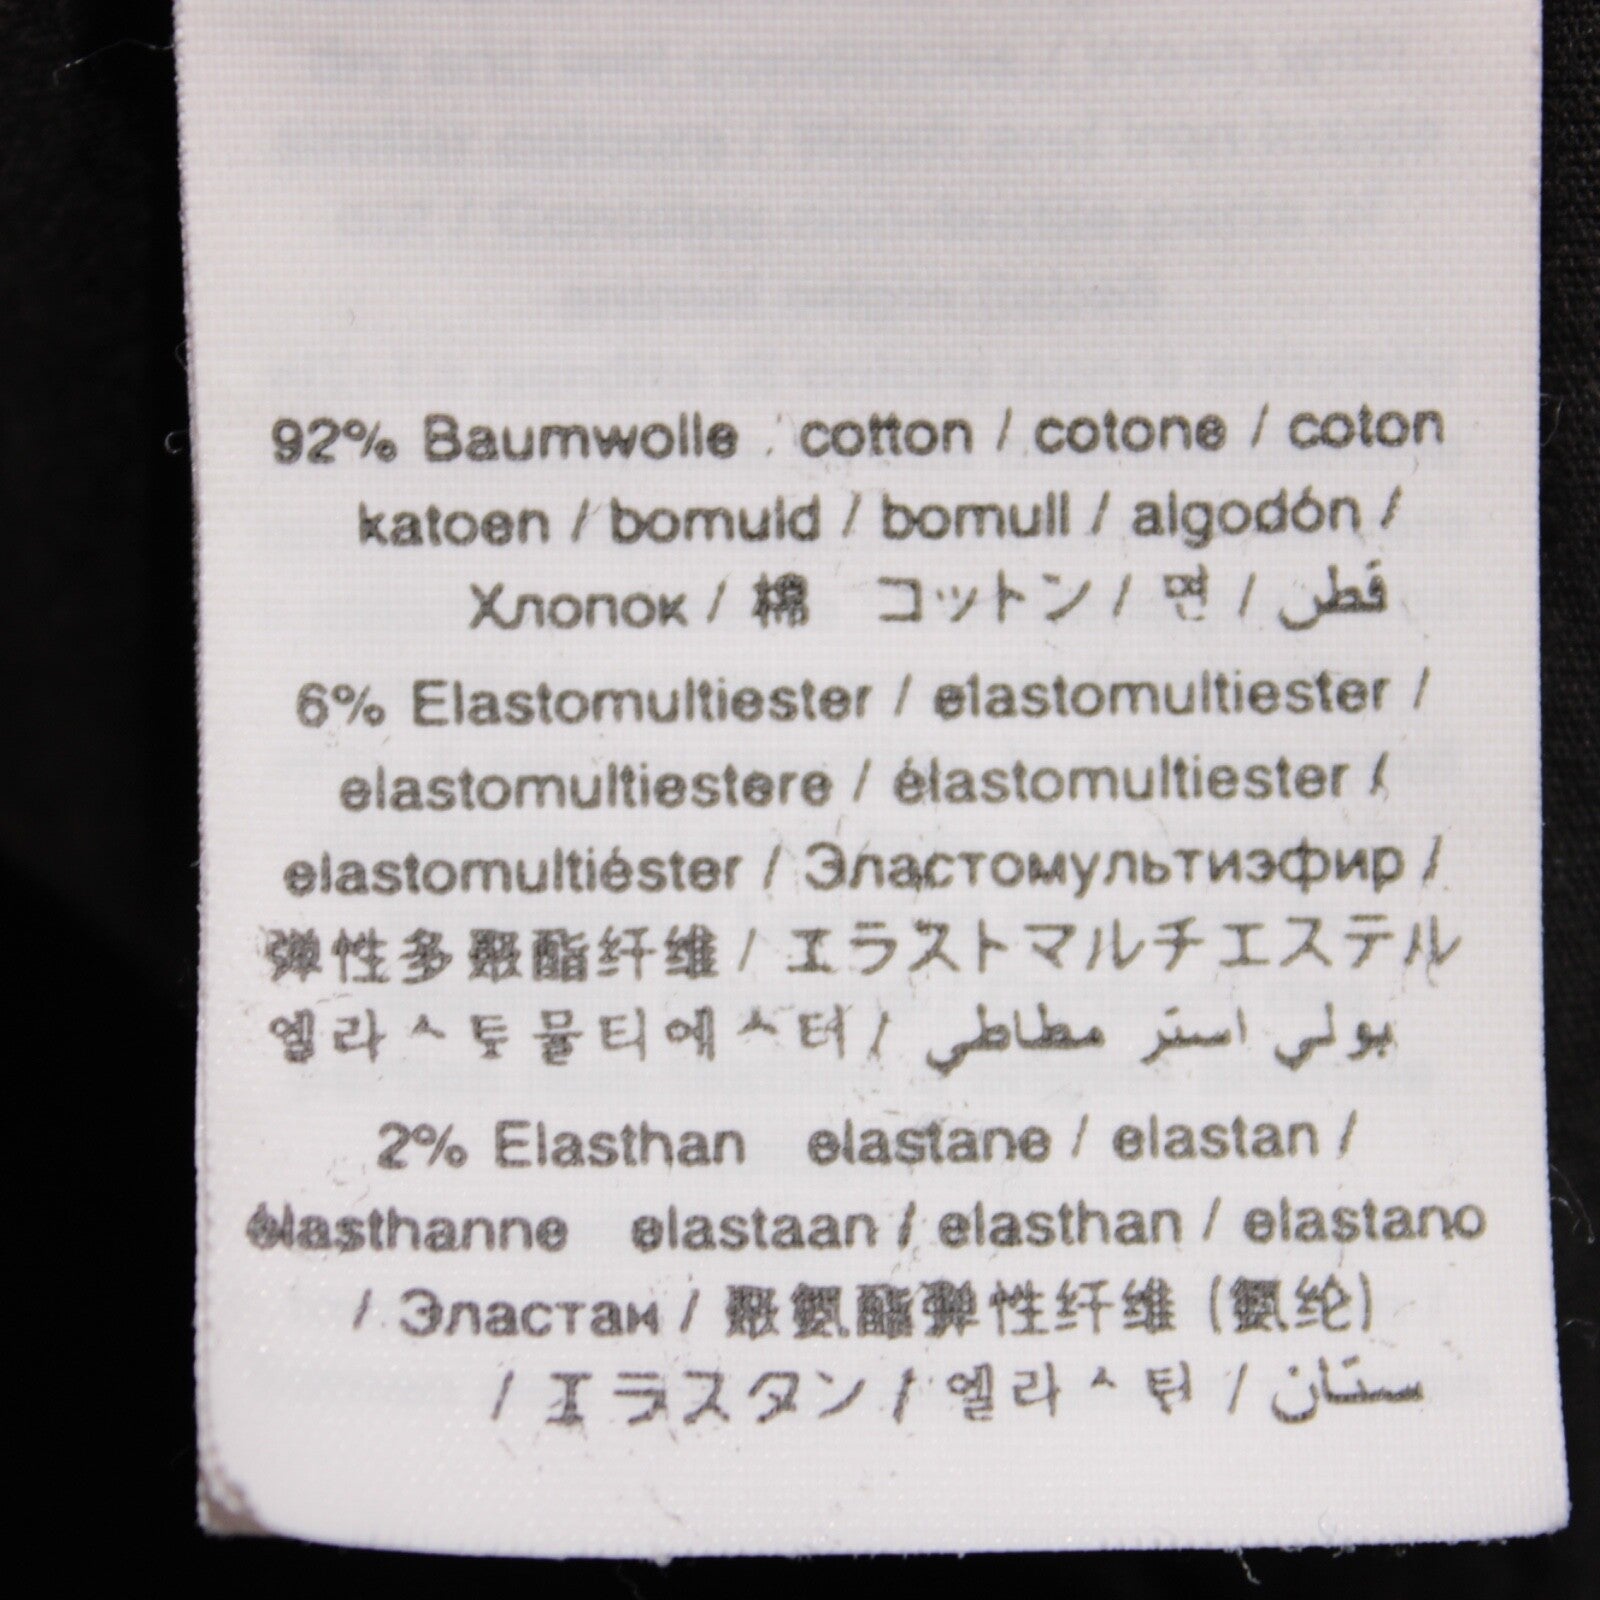 92% Baumwolle / cotton / cotone / coton
katoen / bomuld / bomull / algodón /
Хлопок / 棉 コットン / 면 / قطن
6% Elastomultiester / elastomultiester /
elastomultiestere / élastomultiester /
elastomultiéster / Эластомультиэфир /
弹性多聚酯纤维 / エラストマルチエステル
엘라스토물티에스터 / بولي استر مطاطي
2% Elasthan elastane / elastan /
élasthanne elastaan / elasthan / elastano
/ Эластан / 聚氨酯弹性纤维 (氨纶)
/ エラスタン / 엘라스틴 /